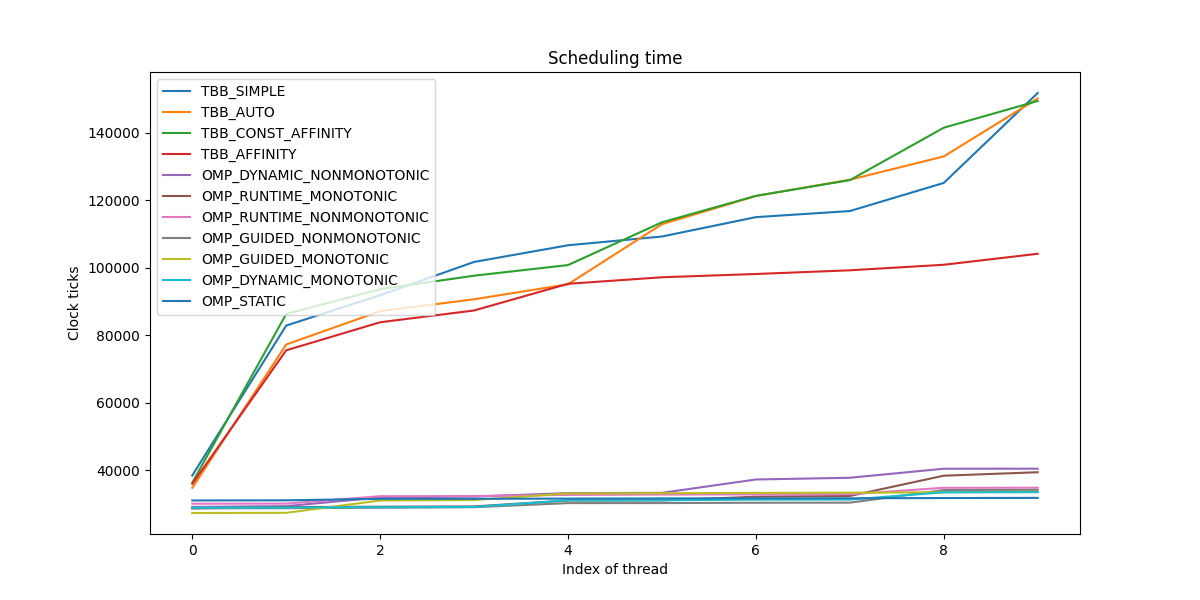 Scheduling time
TBB_SIMPLE
TBB_AUTO
TBB_CONST_AFFINITY
TBB_AFFINITY
OMP_DYNAMIC_NONMONOTONIC
OMP_RUNTIME_MONOTONIC
OMP_RUNTIME_NONMONOTONIC
OMP_GUIDED_NONMONOTONIC
OMP_GUIDED_MONOTONIC
OMP_DYNAMIC_MONOTONIC
OMP_STATIC
140000
120000
100000
80000
60000
40000
Clock ticks
0 2 4 6 8
Index of thread